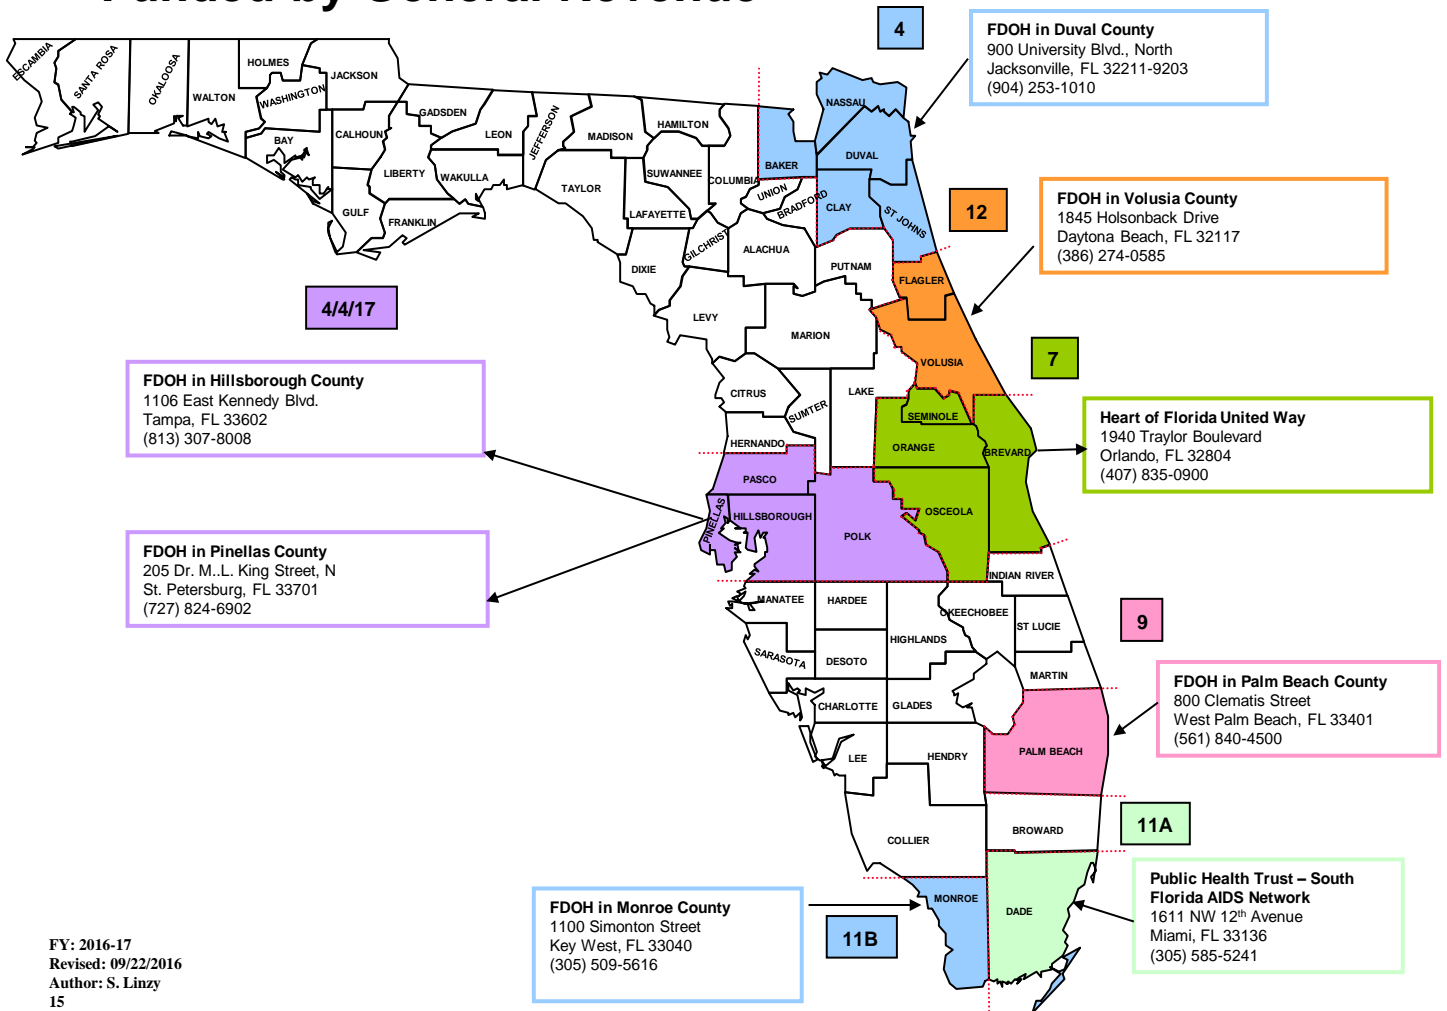 Funded by General Revenue
4
FDOH in Duval County
900 University Blvd., North
Jacksonville, FL 32211-9203
(904) 253-1010
ESCAMBIA
SANTA ROSA
OKALOOSA
WALTON
HOLMES
WASHINGTON
JACKSON
BAY
CALHOUN
GULF
GADSDEN
LIBERTY
FRANKLIN
LEON
WAKULLA
JEFFERSON
MADISON
TAYLOR
HAMILTON
SUWANNEE
LAFAYETTE
COLUMBIA
DIXIE
GILCHRIST
BAKER
UNION
BRADFORD
NASSAU
DUVAL
CLAY
ST JOHNS
ALACHUA
PUTNAM
FLAGLER
LEVY
MARION
VOLUSIA
12
FDOH in Volusia County
1845 Holsonback Drive
Daytona Beach, FL 32117
(386) 274-0585
4/4/17
7
FDOH in Hillsborough County
1106 East Kennedy Blvd.
Tampa, FL 33602
(813) 307-8008
CITRUS
SUMTER
LAKE
HERNANDO
SEMINOLE
ORANGE
BREVARD
Heart of Florida United Way
1940 Traylor Boulevard
Orlando, FL 32804
(407) 835-0900
PASCO
PINELLAS
HILLSBOROUGH
POLK
OSCEOLA
FDOH in Pinellas County
205 Dr. M..L. King Street, N
St. Petersburg, FL 33701
(727) 824-6902
INDIAN RIVER
MANATEE
HARDEE
OKEECHOBEE
ST LUCIE
HIGHLANDS
SARASOTA
DESOTO
MARTIN
CHARLOTTE
GLADES
9
FDOH in Palm Beach County
800 Clematis Street
West Palm Beach, FL 33401
(561) 840-4500
LEE
HENDRY
PALM BEACH
COLLIER
BROWARD
11A
Public Health Trust – South
Florida AIDS Network
1611 NW 12th Avenue
Miami, FL 33136
(305) 585-5241
MONROE
DADE
11B
FDOH in Monroe County
1100 Simonton Street
Key West, FL 33040
(305) 509-5616
FY: 2016-17
Revised: 09/22/2016
Author: S. Linzy
15